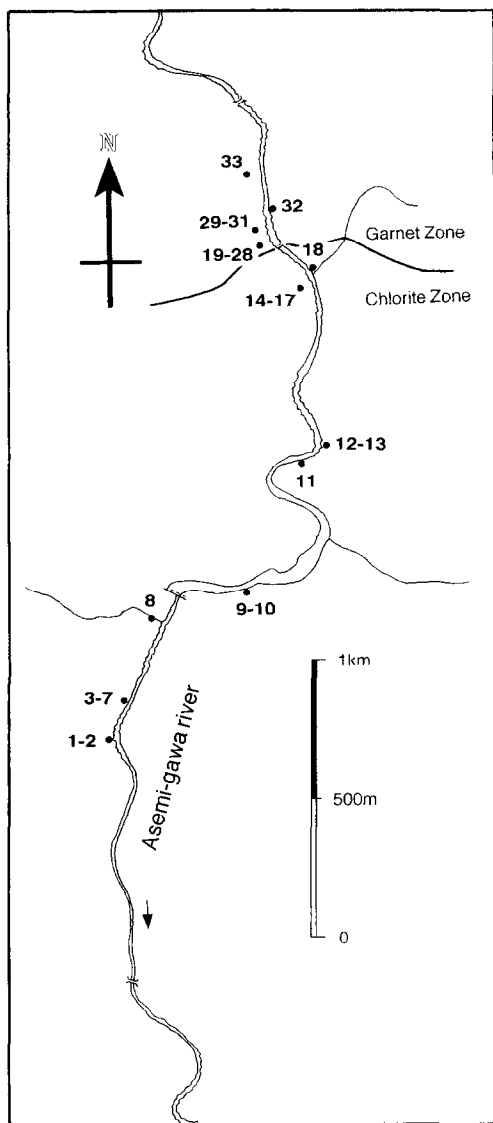 N
33
32
29-31
Garnet Zone
19-28
18
Chlorite Zone
14-17
12-13
11
8
9-10
1km
3-7
1-2
Asemi-gawa river
500m
0